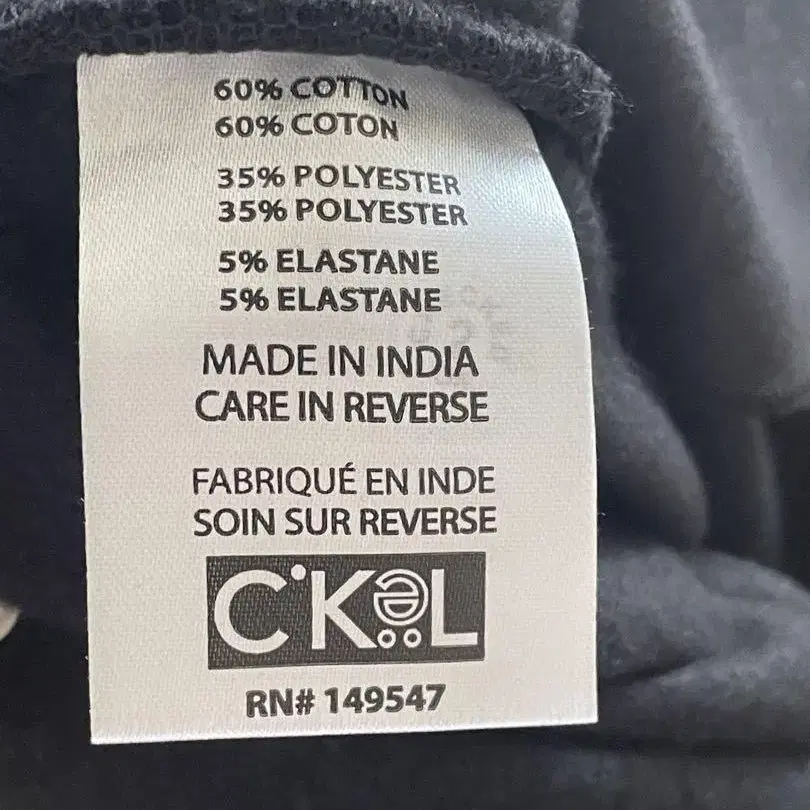 60% COTTON
60% COTON
35% POLYESTER
35% POLYESTER
5% ELASTANE
5% ELASTANE
MADE IN INDIA
CARE IN REVERSE
FABRIQUÉ EN INDE
SOIN SUR REVERSE
RN# 149547